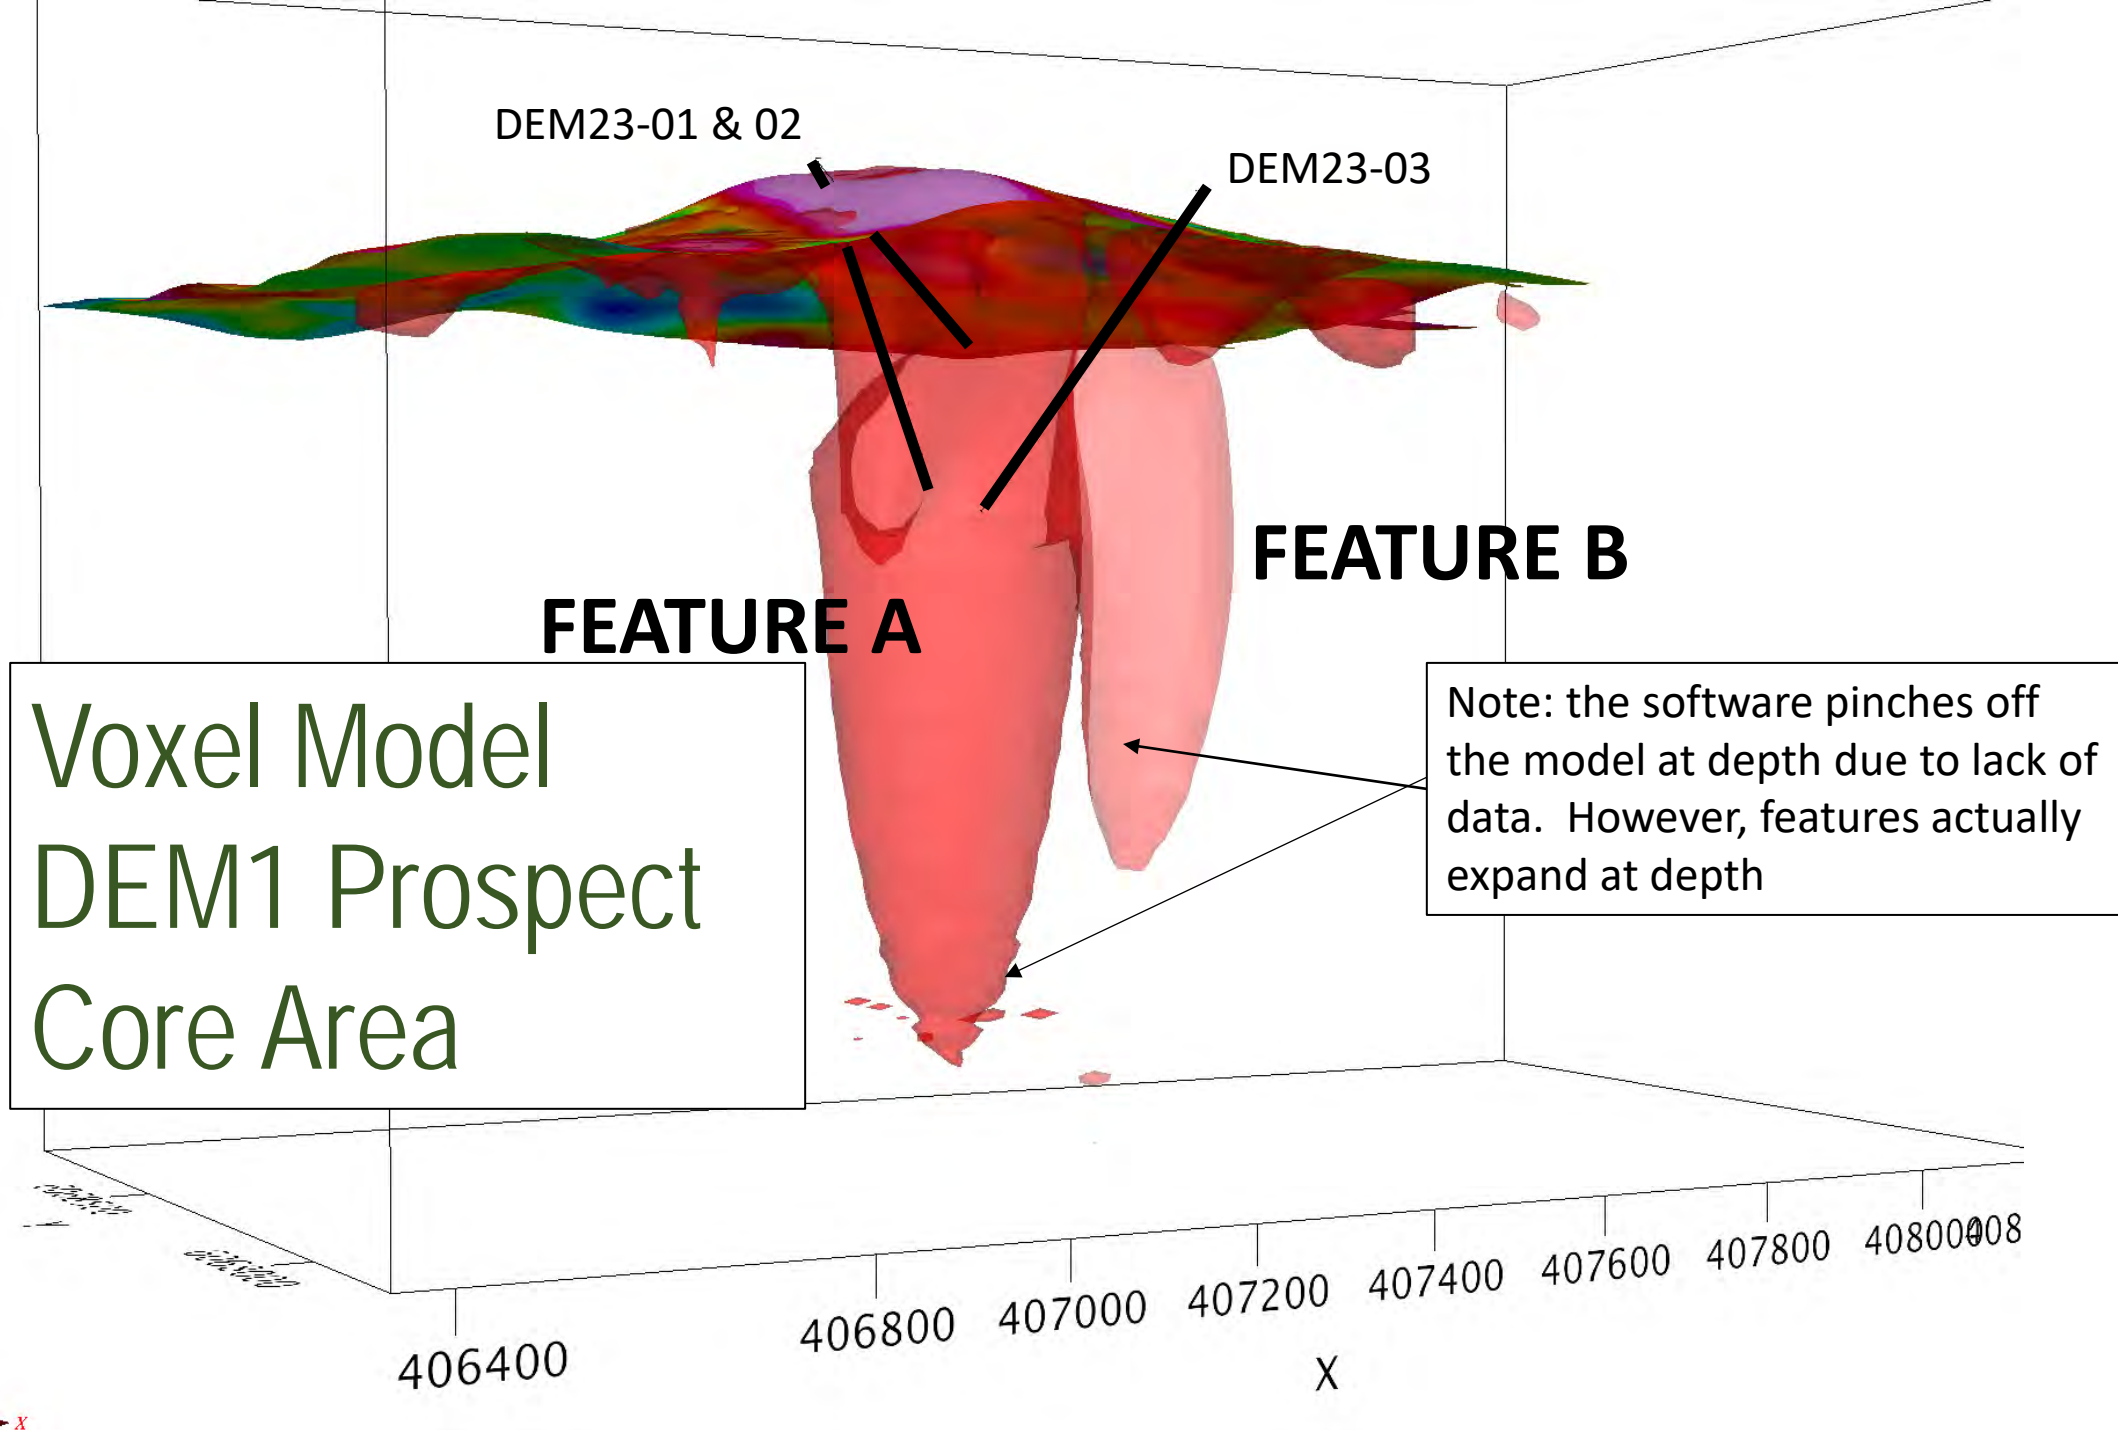 DEM23-01 & 02
DEM23-03
FEATURE B
FEATURE A
Voxel Model
DEM1 Prospect
Core Area
Note: the software pinches off
the model at depth due to lack of
data. However, features actually
expand at depth
406400
406800
407000
407200
407400
407600
407800
408000
408
X
X